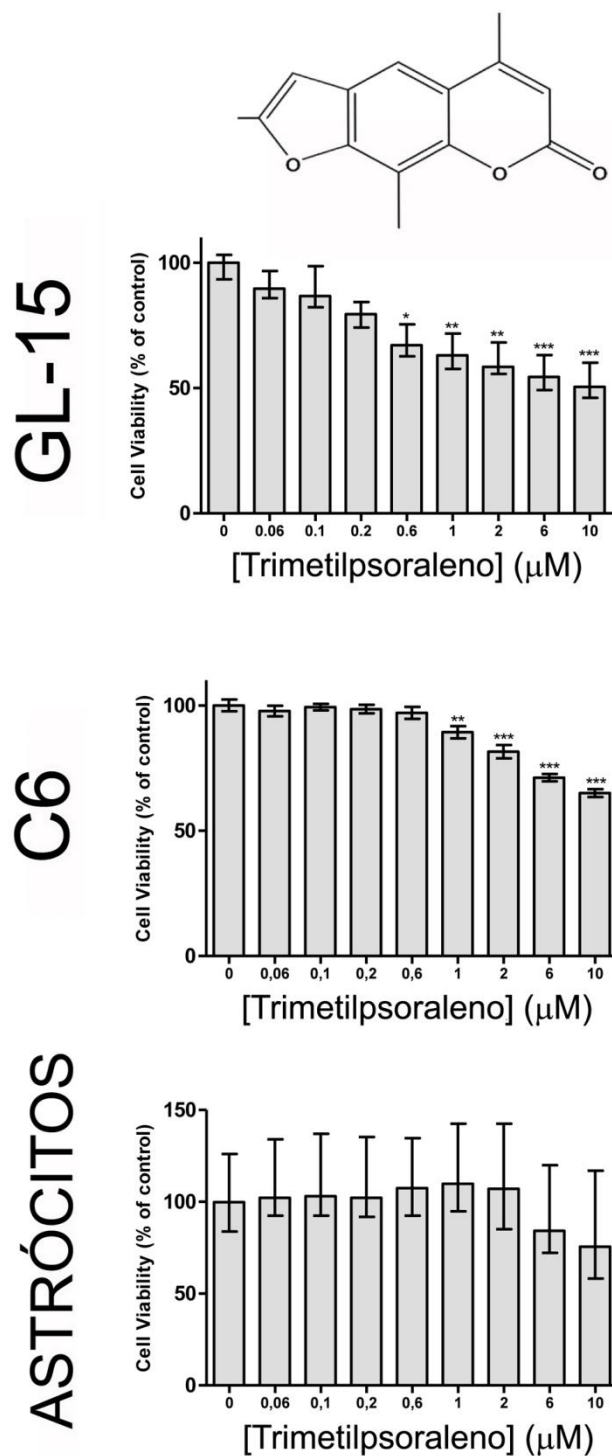 O
O
O
GL-15
Cell Viability (% of control)
100
50
0
* ** ** *** ***
0 0.06 0.1 0.2 0.6 1 2 6 10
[Trimetilpsoraleno] (μM)
C6
Cell Viability (% of control)
100
50
0
** *** *** ***
0 0,06 0,1 0,2 0,6 1 2 6 10
[Trimetilpsoraleno] (μM)
ASTRÓCITOS
Cell Viability (% of control)
150
100
50
0
0 0,06 0,1 0,2 0,6 1 2 6 10
[Trimetilpsoraleno] (μM)